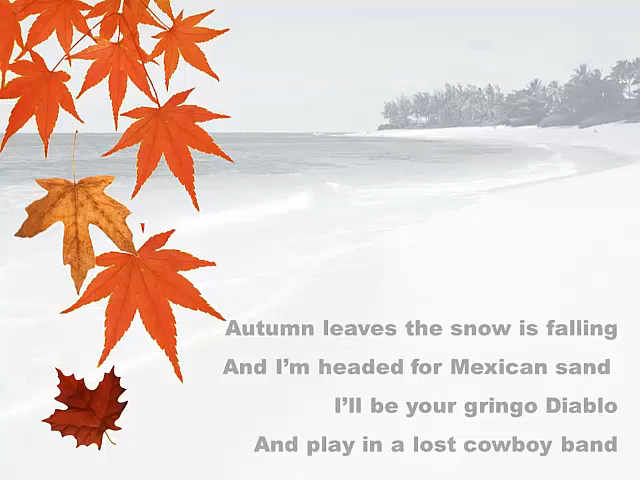 Autumn leaves the snow is falling
And I’m headed for Mexican sand
I’ll be your gringo Diablo
And play in a lost cowboy band